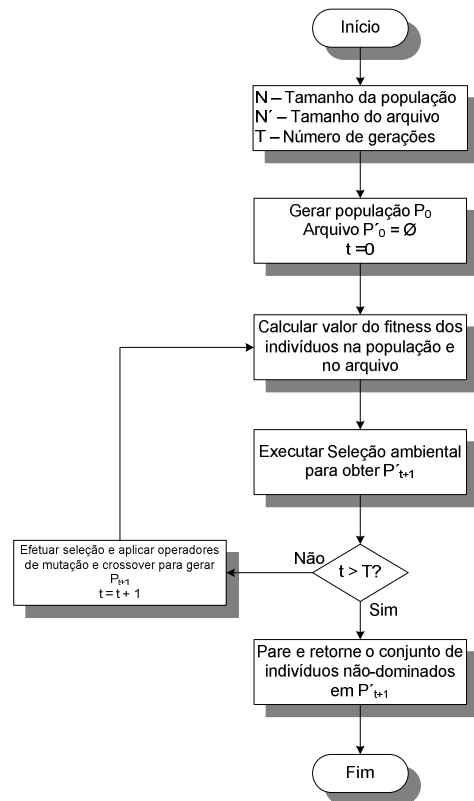 Início
N – Tamanho da população
N´ – Tamanho do arquivo
T – Número de gerações
Gerar população P₀
Arquivo P´₀ = Ø
t =0
Calcular valor do fitness dos
indivíduos na população e
no arquivo
Executar Seleção ambiental
para obter P´ₜ₊₁
Não
t > T?
Efetuar seleção e aplicar operadores
de mutação e crossover para gerar
Pₜ₊₁
t = t + 1
Sim
Pare e retorne o conjunto de
indivíduos não-dominados
em P´ₜ₊₁
Fim